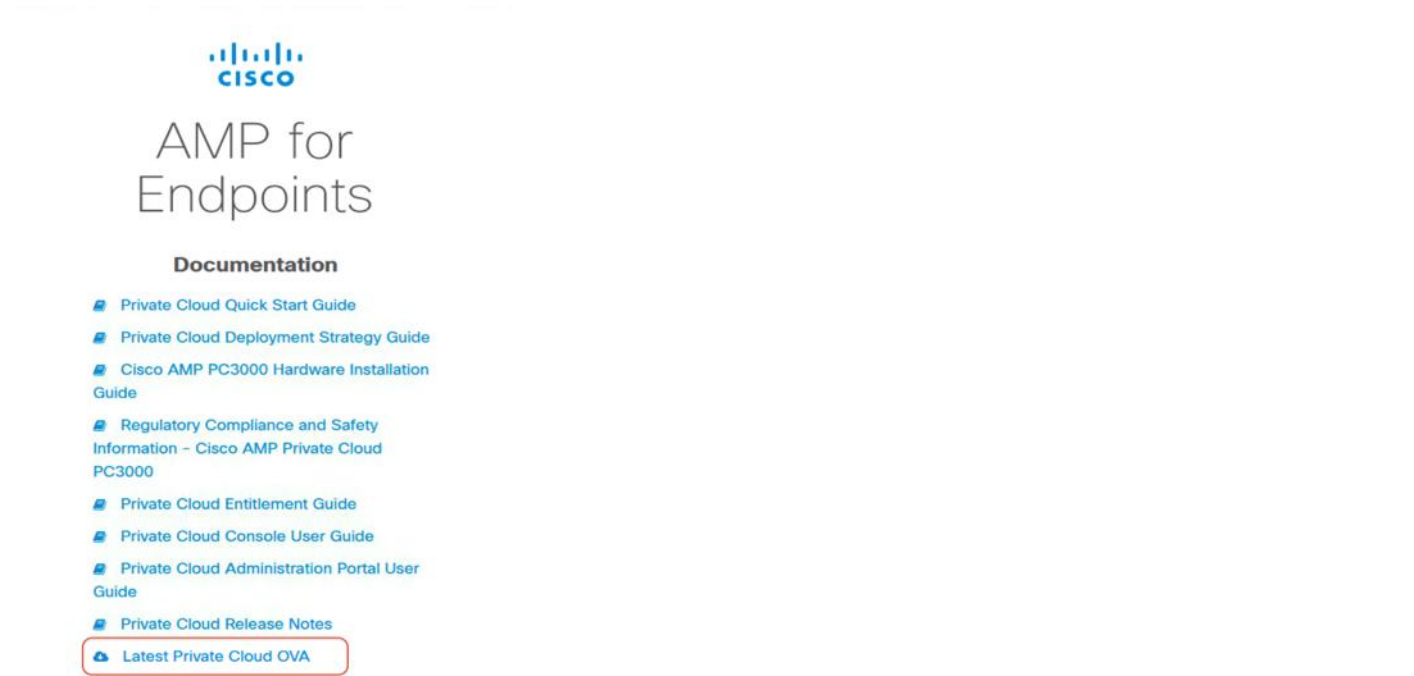 CISCO
AMP for
Endpoints
Documentation
Private Cloud Quick Start Guide
Private Cloud Deployment Strategy Guide
Cisco AMP PC3000 Hardware Installation
Guide
Regulatory Compliance and Safety
Information - Cisco AMP Private Cloud
PC3000
Private Cloud Entitlement Guide
Private Cloud Console User Guide
Private Cloud Administration Portal User
Guide
Private Cloud Release Notes
Latest Private Cloud OVA